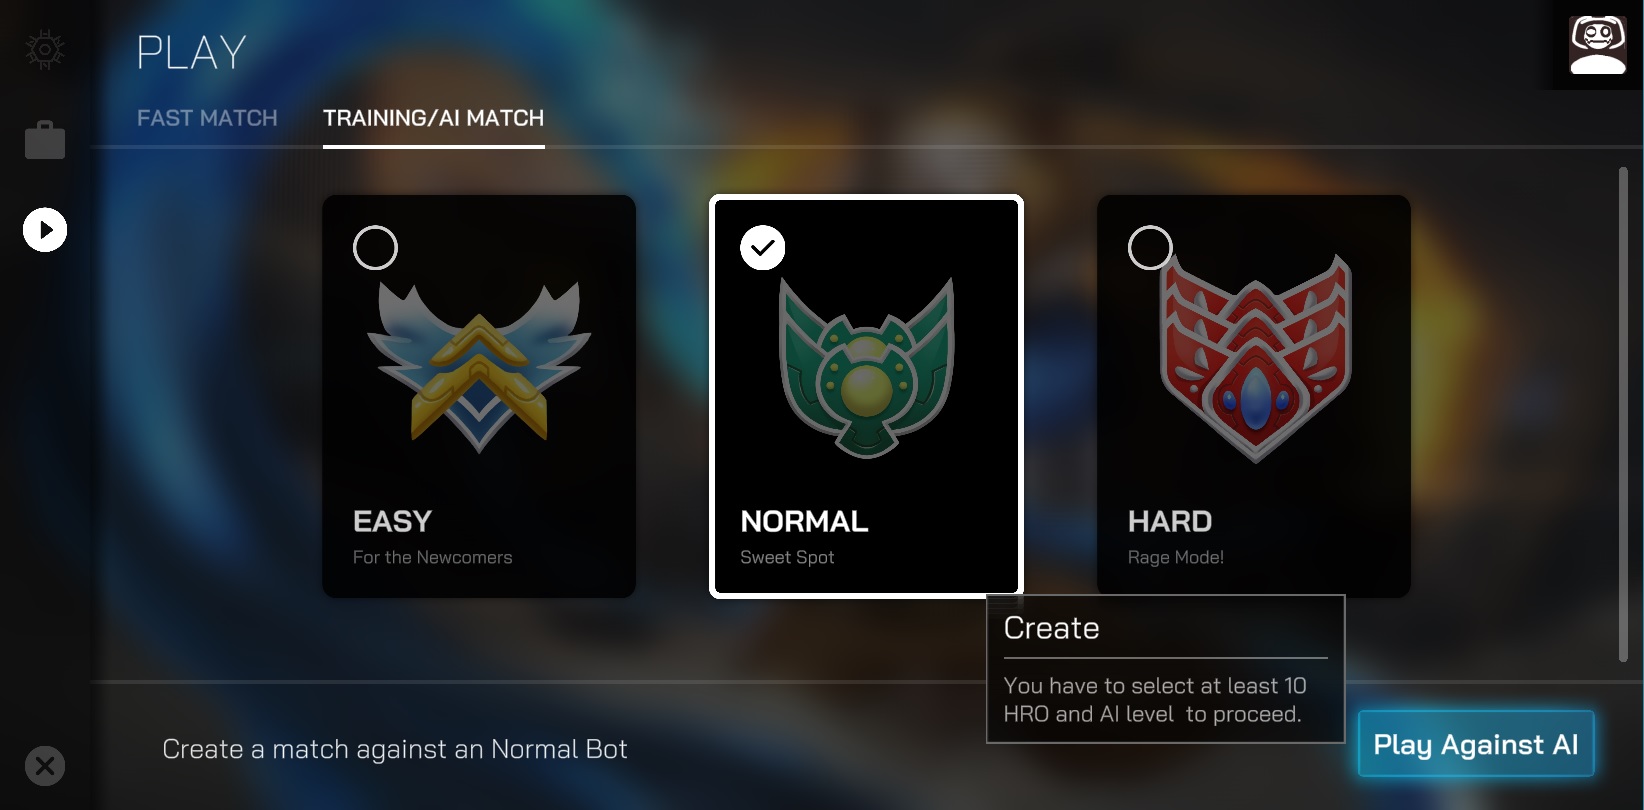 PLAY
FAST MATCH
TRAINING/AI MATCH
EASY
For the Newcomers
NORMAL
Sweet Spot
HARD
Rage Mode!
Create
You have to select at least 10
HRO and AI level  to proceed.
Create a match against an Normal Bot
Play Against AI